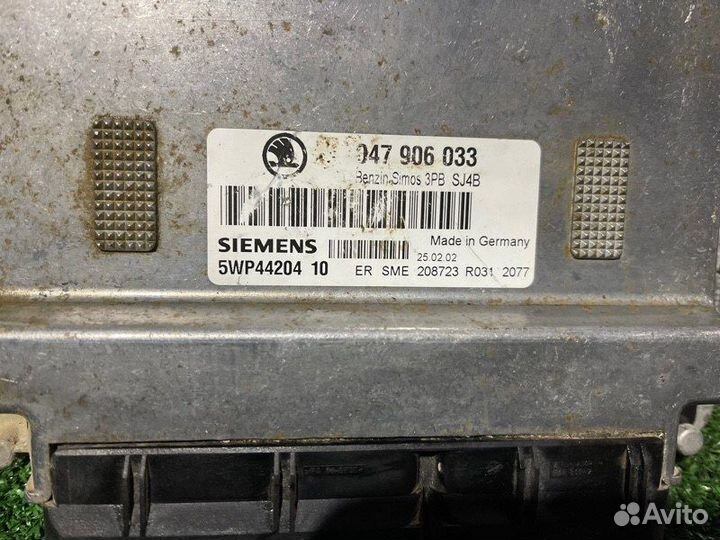 047 906 033
Benzin Simos 3PB SJ4B
SIEMENS
Made in Germany
25.02.02
5WP44204 10 ER SME 208723 R031 2077
Avito